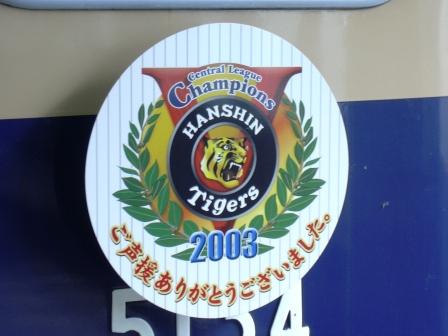 Central League
Champions
HANSHIN
Tigers
2003
ご声援ありがとうございました。
5134